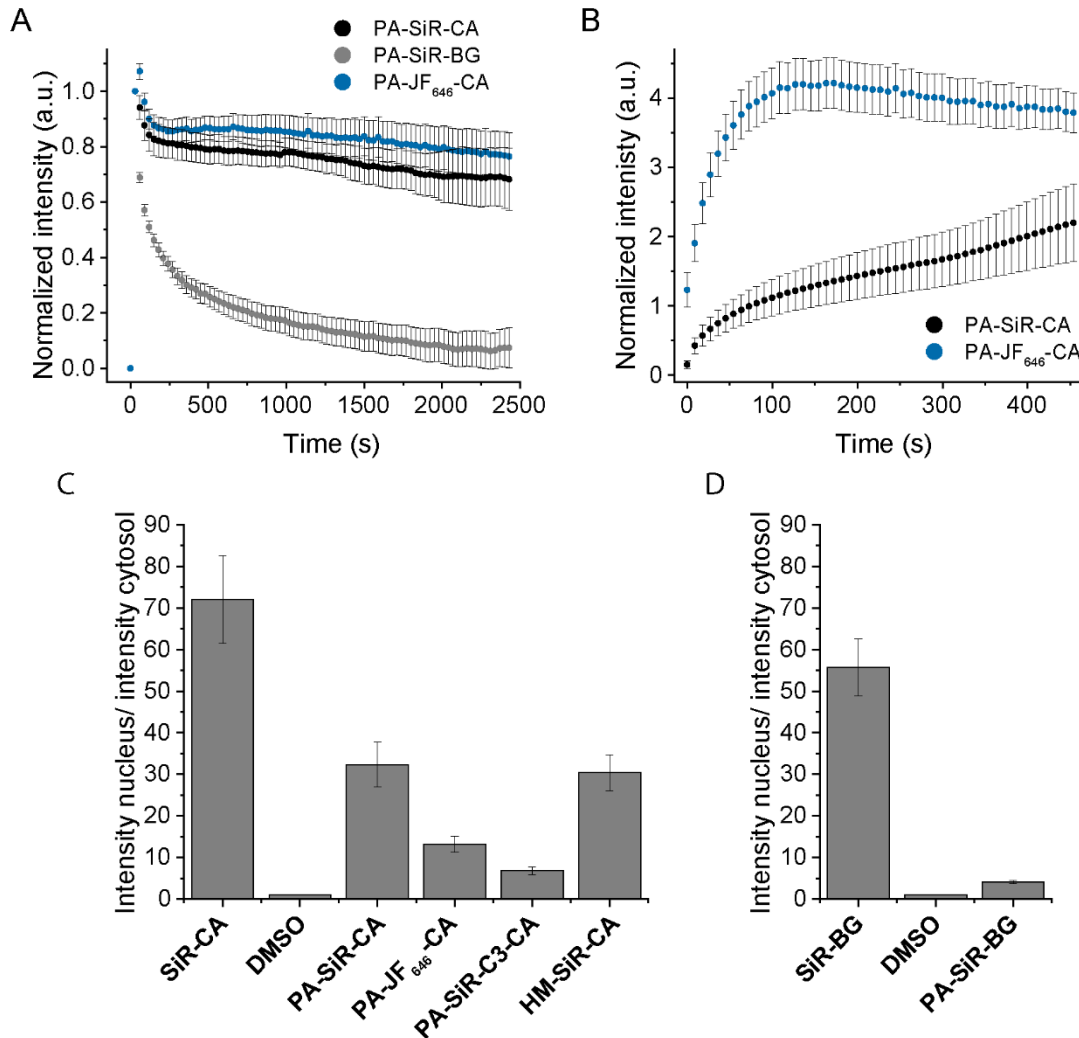 A
PA-SiR-CA
PA-SiR-BG
PA-JF646-CA
Normalized intensity (a.u.)
1.0
0.8
0.6
0.4
0.2
0.0
0 500 1000 1500 2000 2500
Time (s)
B
Normalized intenisty (a.u.)
4
3
2
1
0
PA-SiR-CA
PA-JF646-CA
0 100 200 300 400
Time (s)
C
Intensity nucleus/ intensity cytosol
90
80
70
60
50
40
30
20
10
0
SiR-CA
DMSO
PA-SiR-CA
PA-JF646-CA
PA-SiR-C3-CA
HM-SiR-CA
D
Intensity nucleus/ intensity cytosol
90
80
70
60
50
40
30
20
10
0
SiR-BG
DMSO
PA-SiR-BG